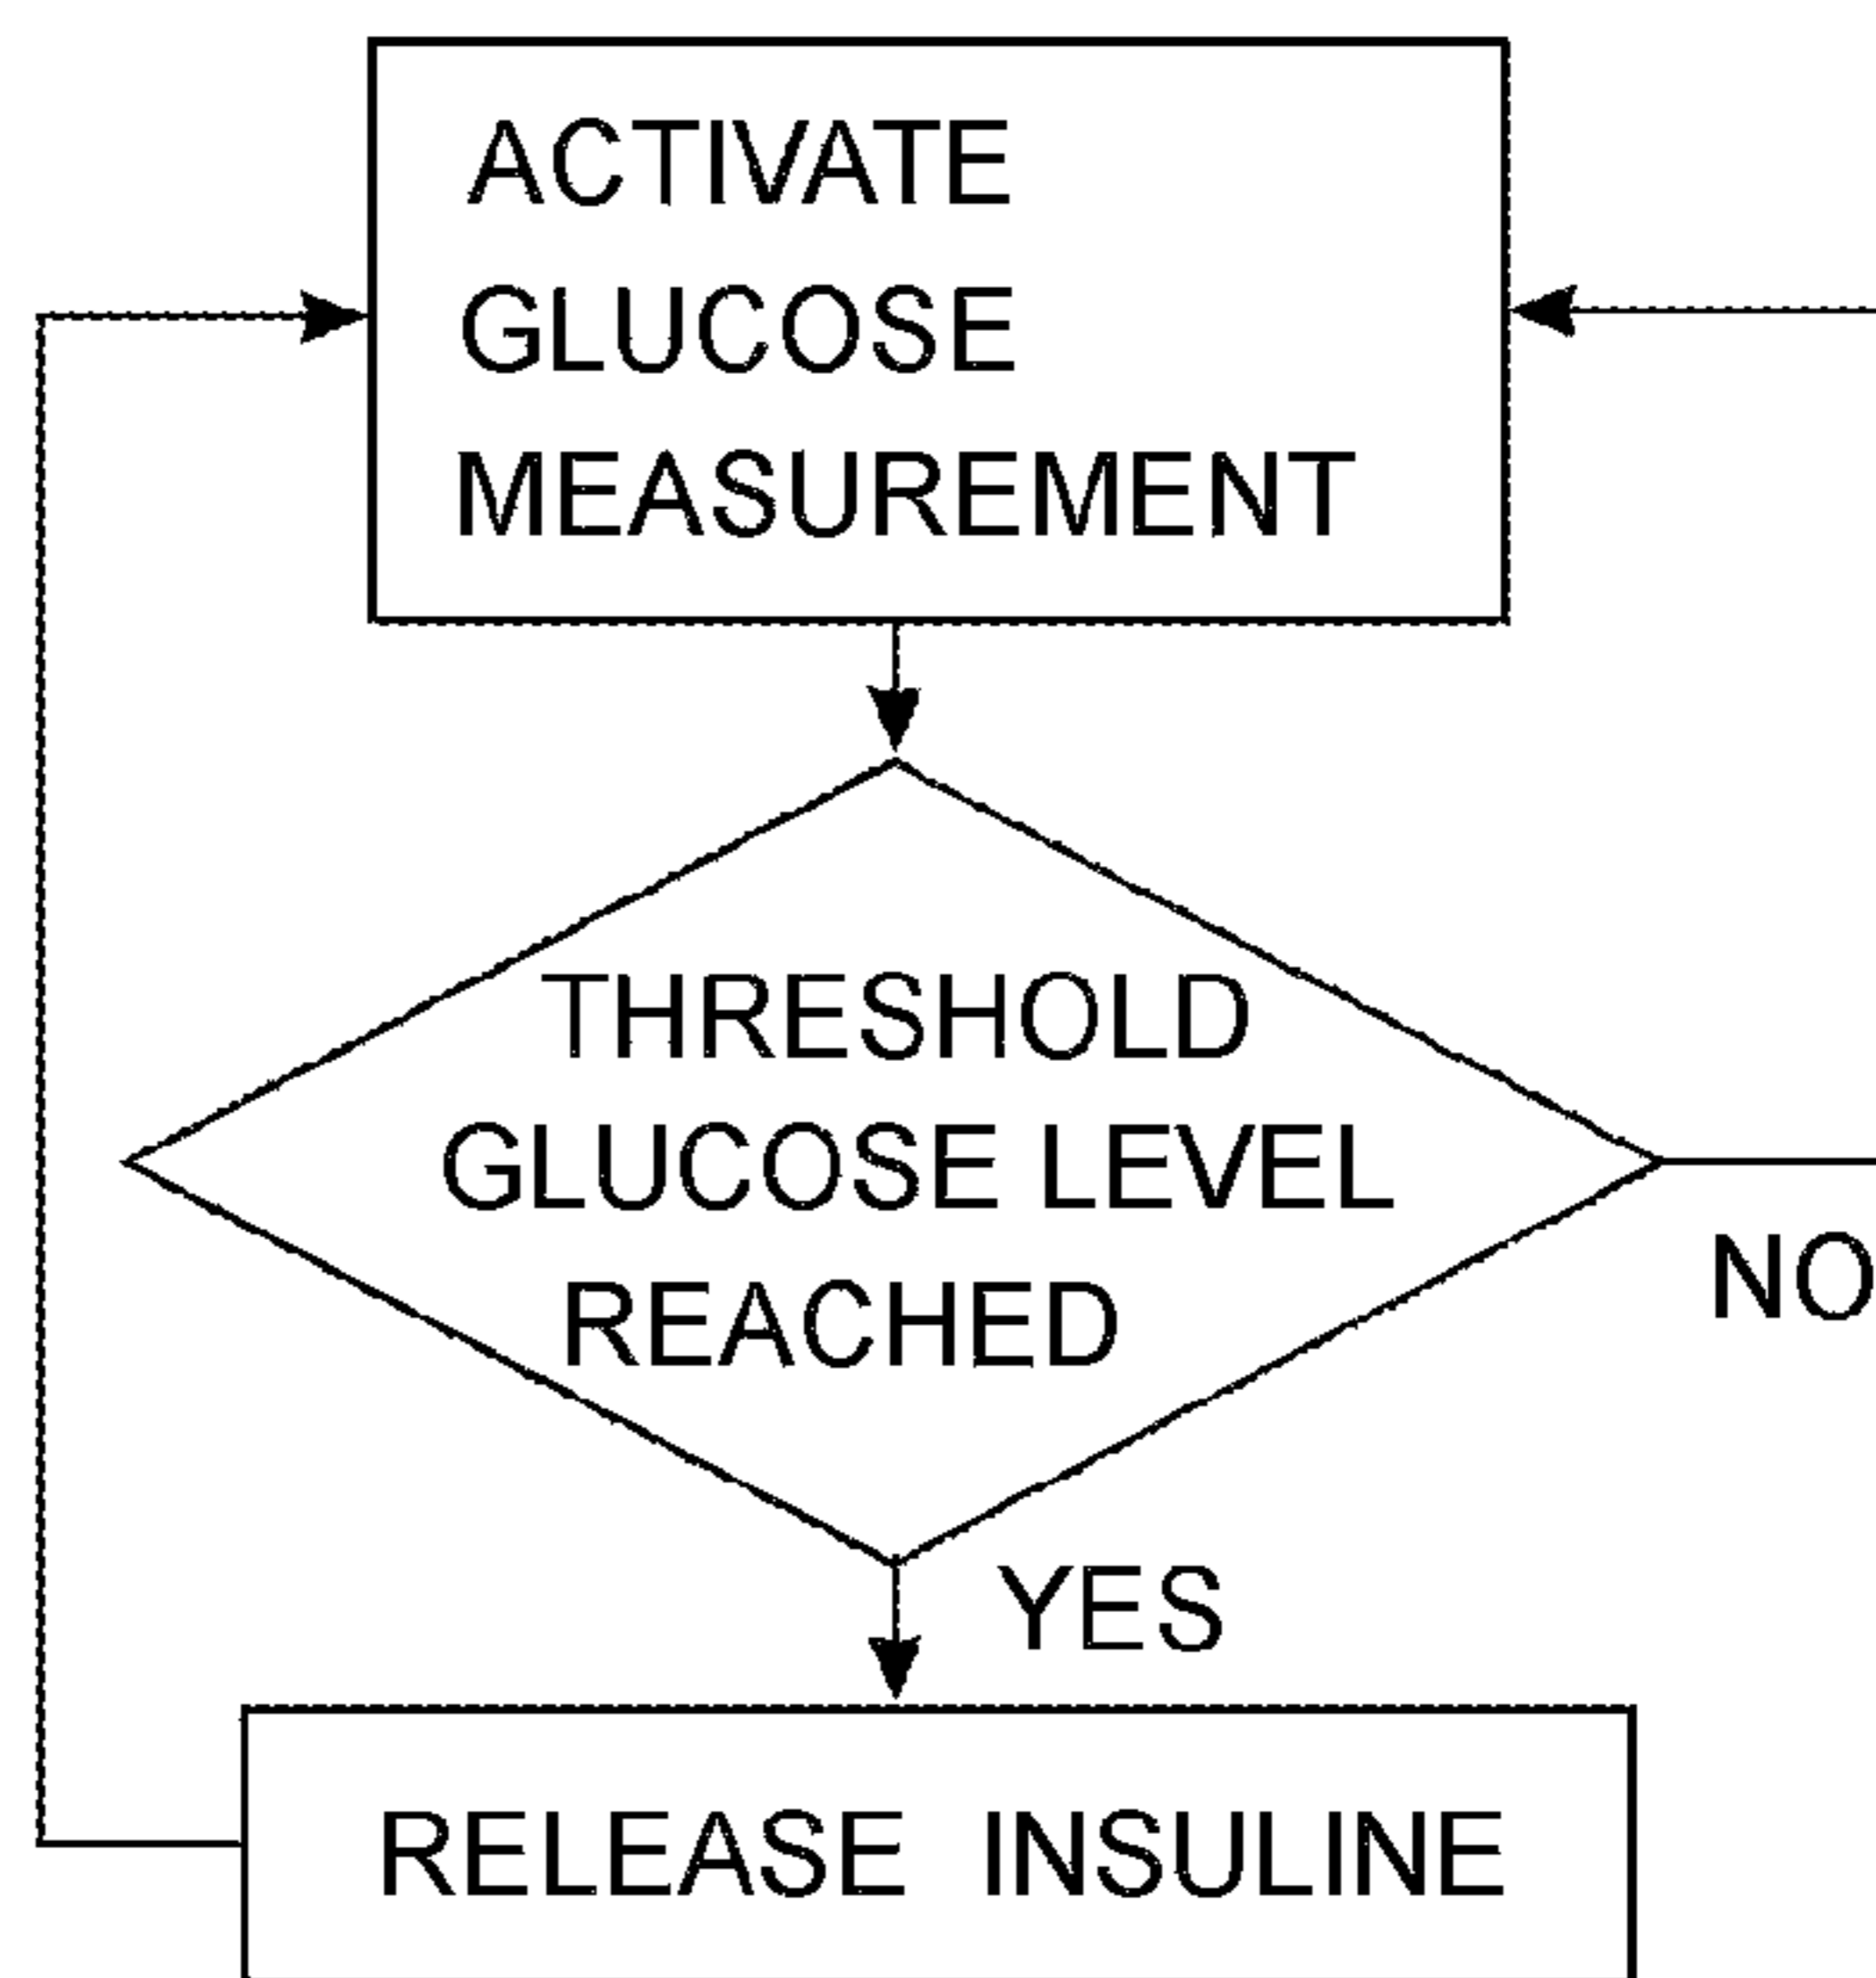 ACTIVATE
GLUCOSE
MEASUREMENT
THRESHOLD
GLUCOSE LEVEL
REACHED
NO
YES
RELEASE INSULINE